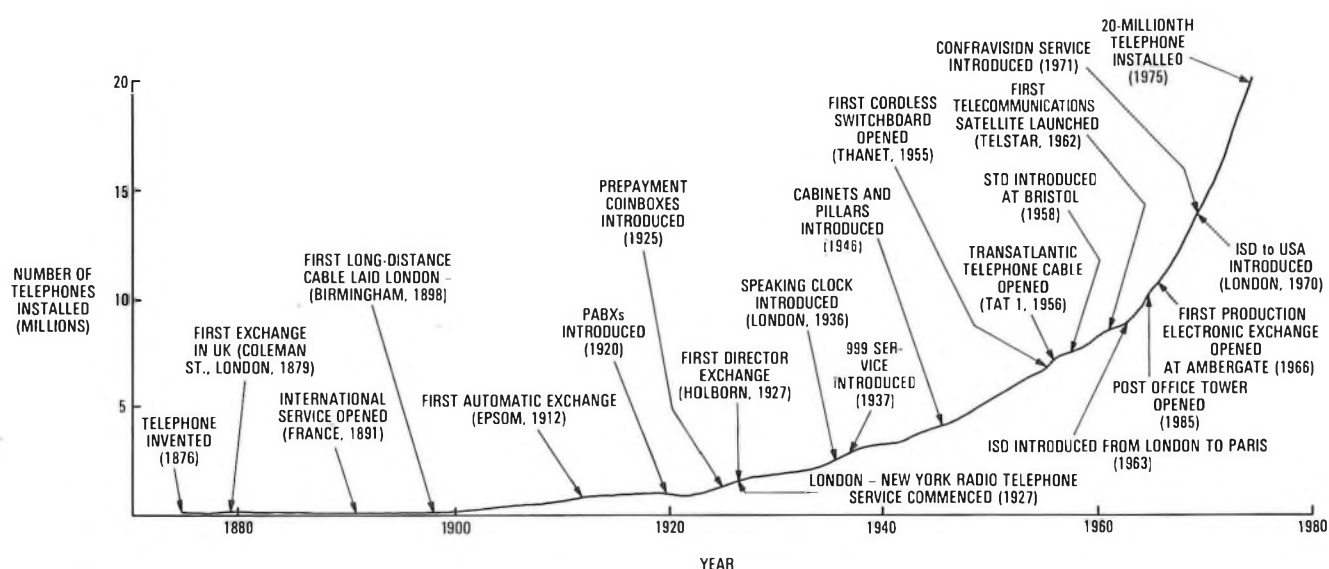 20-MILLIONTH
TELEPHONE
INSTALLED
(1975)
CONFRAVISION SERVICE
INTRODUCED (1971)
FIRST
TELECOMMUNICATIONS
SATELLITE LAUNCHED
(TELSTAR, 1962)
FIRST CORDLESS
SWITCHBOARD
OPENED
(THANET, 1955)
STD INTRODUCED
AT BRISTOL
(1958)
CABINETS AND
PILLARS
INTRODUCED
(1946)
PREPAYMENT
COINBOXES
INTRODUCED
(1925)
TRANSATLANTIC
TELEPHONE CABLE
OPENED
(TAT 1, 1956)
ISD to USA
INTRODUCED
(LONDON, 1970)
FIRST LONG-DISTANCE
CABLE LAID LONDON –
(BIRMINGHAM, 1898)
SPEAKING CLOCK
INTRODUCED
(LONDON, 1936)
FIRST PRODUCTION
ELECTRONIC EXCHANGE
OPENED
AT AMBERGATE (1966)
PABXs
INTRODUCED
(1920)
FIRST EXCHANGE
IN UK (COLEMAN
ST., LONDON, 1879)
999 SER-
VICE
INTRODUCED
(1937)
FIRST DIRECTOR
EXCHANGE
(HOLBORN, 1927)
INTERNATIONAL
SERVICE OPENED
(FRANCE, 1891)
FIRST AUTOMATIC EXCHANGE
(EPSOM, 1912)
POST OFFICE TOWER
OPENED
(1985)
TELEPHONE
INVENTED
(1876)
ISD INTRODUCED FROM LONDON TO PARIS
(1963)
LONDON – NEW YORK RADIO TELEPHONE
SERVICE COMMENCED (1927)
NUMBER OF
TELEPHONES
INSTALLED
(MILLIONS)
20
15
10
5
1880
1900
1920
1940
1960
1980
YEAR